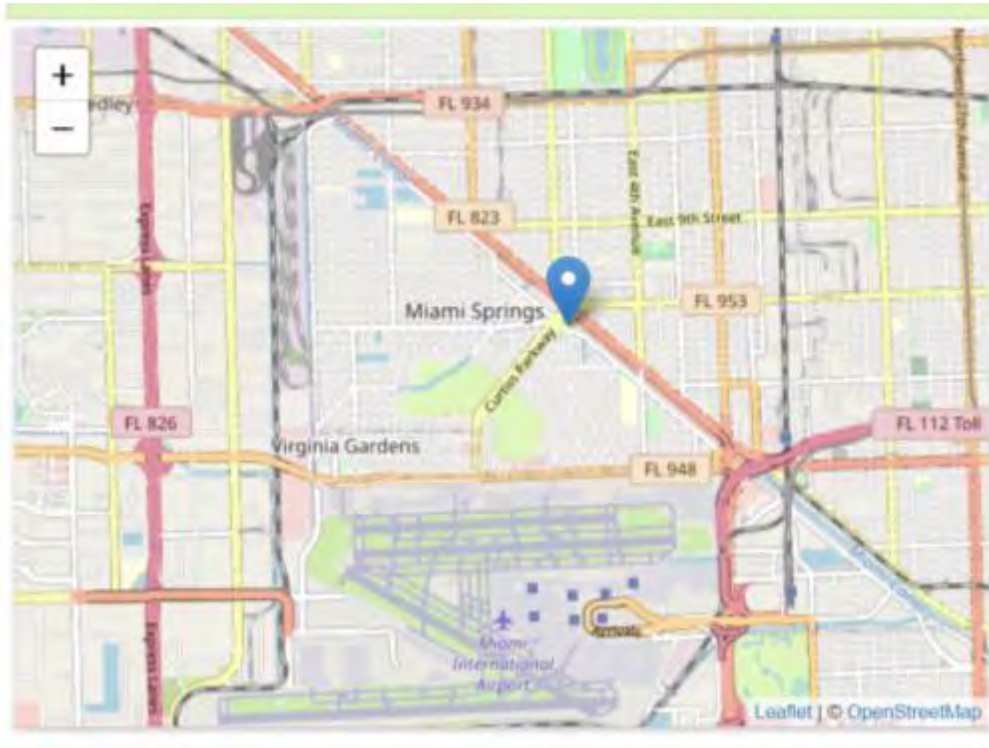 +
−
edley
FL 934
FL 823
East 4th Avenue
East 9th Street
Express Lanes
Miami Springs
FL 953
Curtiss Parkway
FL 826
FL 112 Toll
Virginia Gardens
FL 948
Arrivals
Miami
International
Airport
Express Lanes
Leaflet | © OpenStreetMap